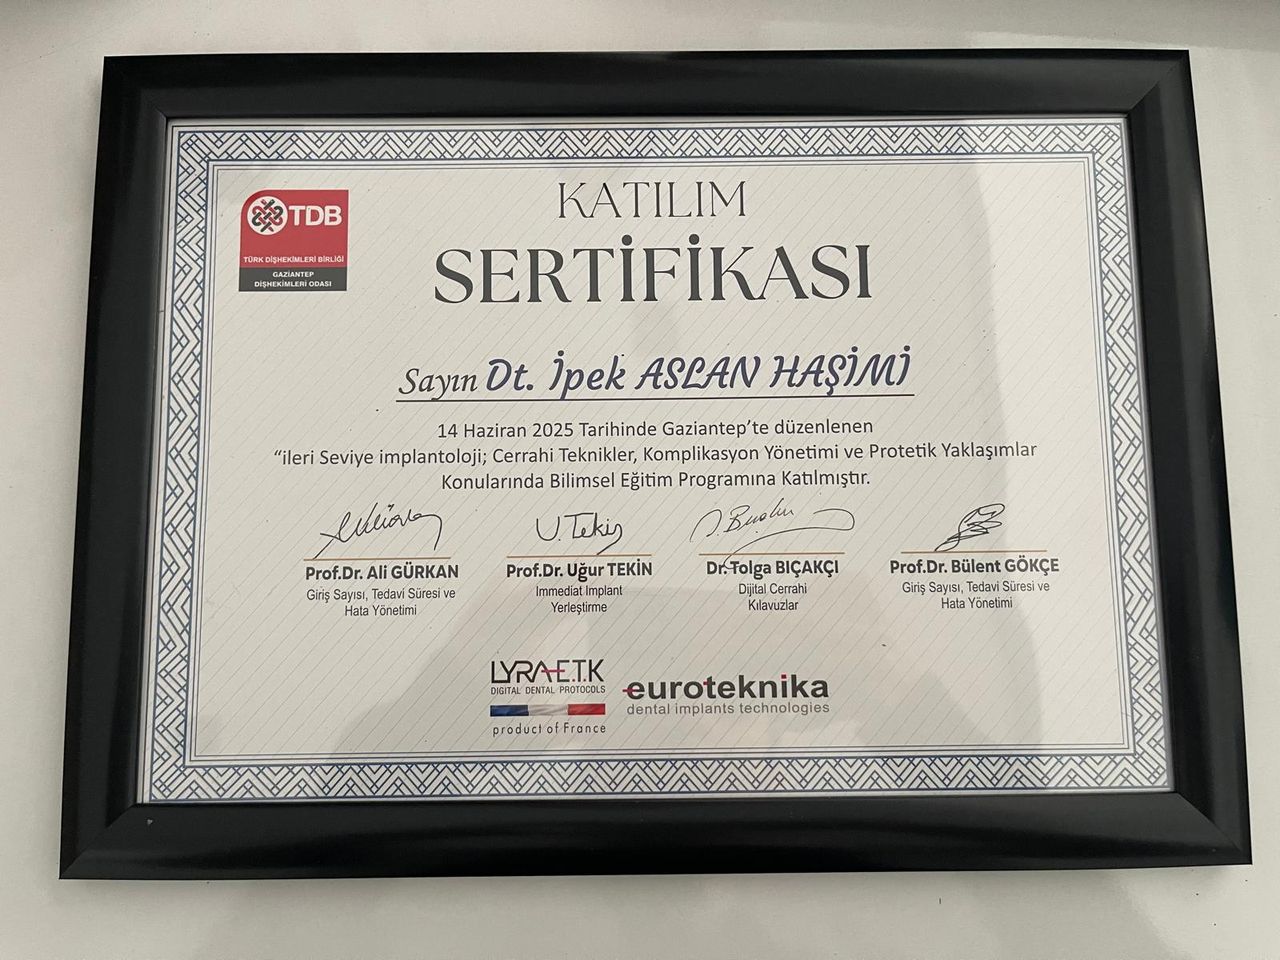 TDB
TÜRK DİŞHEKİMLERİ BİRLİĞİ
GAZİANTEP
DİŞHEKİMLERİ ODASI
KATILIM
SERTİFİKASI
Sayın Dt. İpek ASLAN HAŞİMİ
14 Haziran 2025 Tarihinde Gaziantep'te düzenlenen
“ileri Seviye implantoloji; Cerrahi Teknikler, Komplikasyon Yönetimi ve Protetik Yaklaşımlar
Konularında Bilimsel Eğitim Programına Katılmıştır.
U. Tekin
Prof.Dr. Ali GÜRKAN
Giriş Sayısı, Tedavi Süresi ve
Hata Yönetimi
Prof.Dr. Uğur TEKİN
Immediat Implant
Yerleştirme
Dr. Tolga BIÇAKÇI
Dijital Cerrahi
Kılavuzlar
Prof.Dr. Bülent GÖKÇE
Giriş Sayısı, Tedavi Süresi ve
Hata Yönetimi
LYRA E.T.K
DIGITAL DENTAL PROTOCOLS
product of France
euroteknika
dental implants technologies